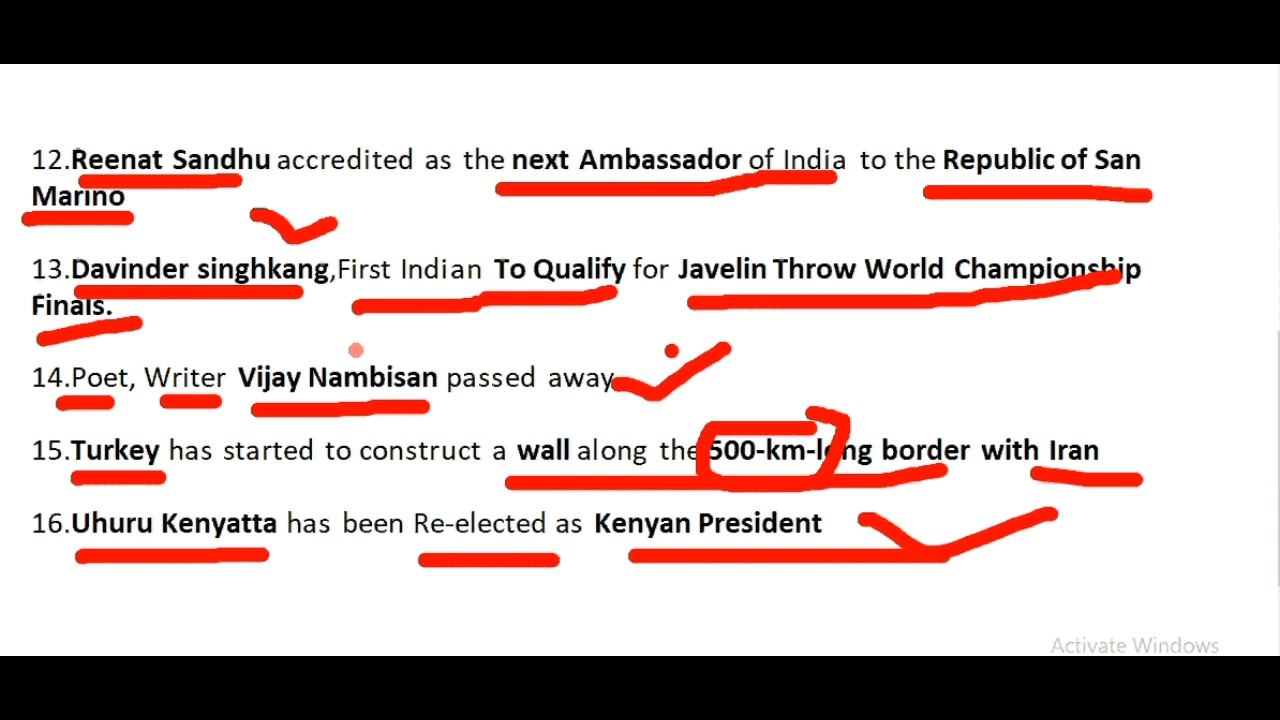 12.Reenat Sandhu accredited as the next Ambassador of India to the Republic of San
Marino
13.Davinder singhkang,First Indian To Qualify for Javelin Throw World Championship
Finals.
14.Poet, Writer Vijay Nambisan passed away
15.Turkey has started to construct a wall along the 500-km-long border with Iran
16.Uhuru Kenyatta has been Re-elected as Kenyan President
Activate Windows